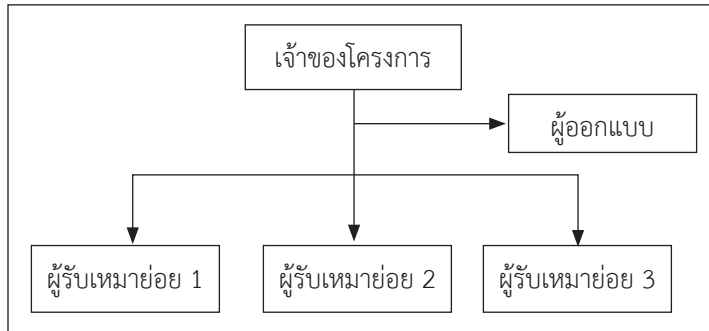 เจ้าของโครงการ
ผู้ออกแบบ
ผู้รับเหมาย่อย 1
ผู้รับเหมาย่อย 2
ผู้รับเหมาย่อย 3